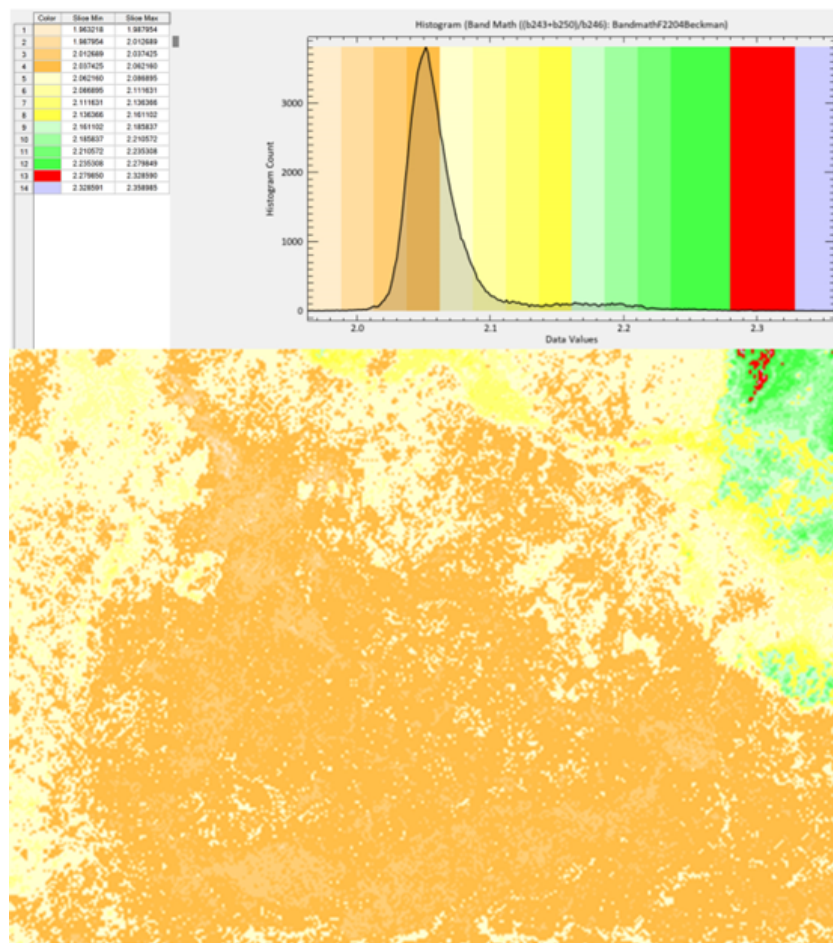 Color Slice Min Slice Max
1 1.963218 1.987954
2 1.987954 2.012689
3 2.012689 2.037425
4 2.037425 2.062160
5 2.062160 2.086895
6 2.086895 2.111631
7 2.111631 2.136366
8 2.136366 2.161102
9 2.161102 2.185837
10 2.185837 2.210572
11 2.210572 2.235308
12 2.235308 2.279849
13 2.279850 2.328590
14 2.328591 2.358985
Histogram (Band Math ((b243+b250)/b246): BandmathF2204Beckman)
Histogram Count
3000
2000
1000
0
2.0 2.1 2.2 2.3
Data Values